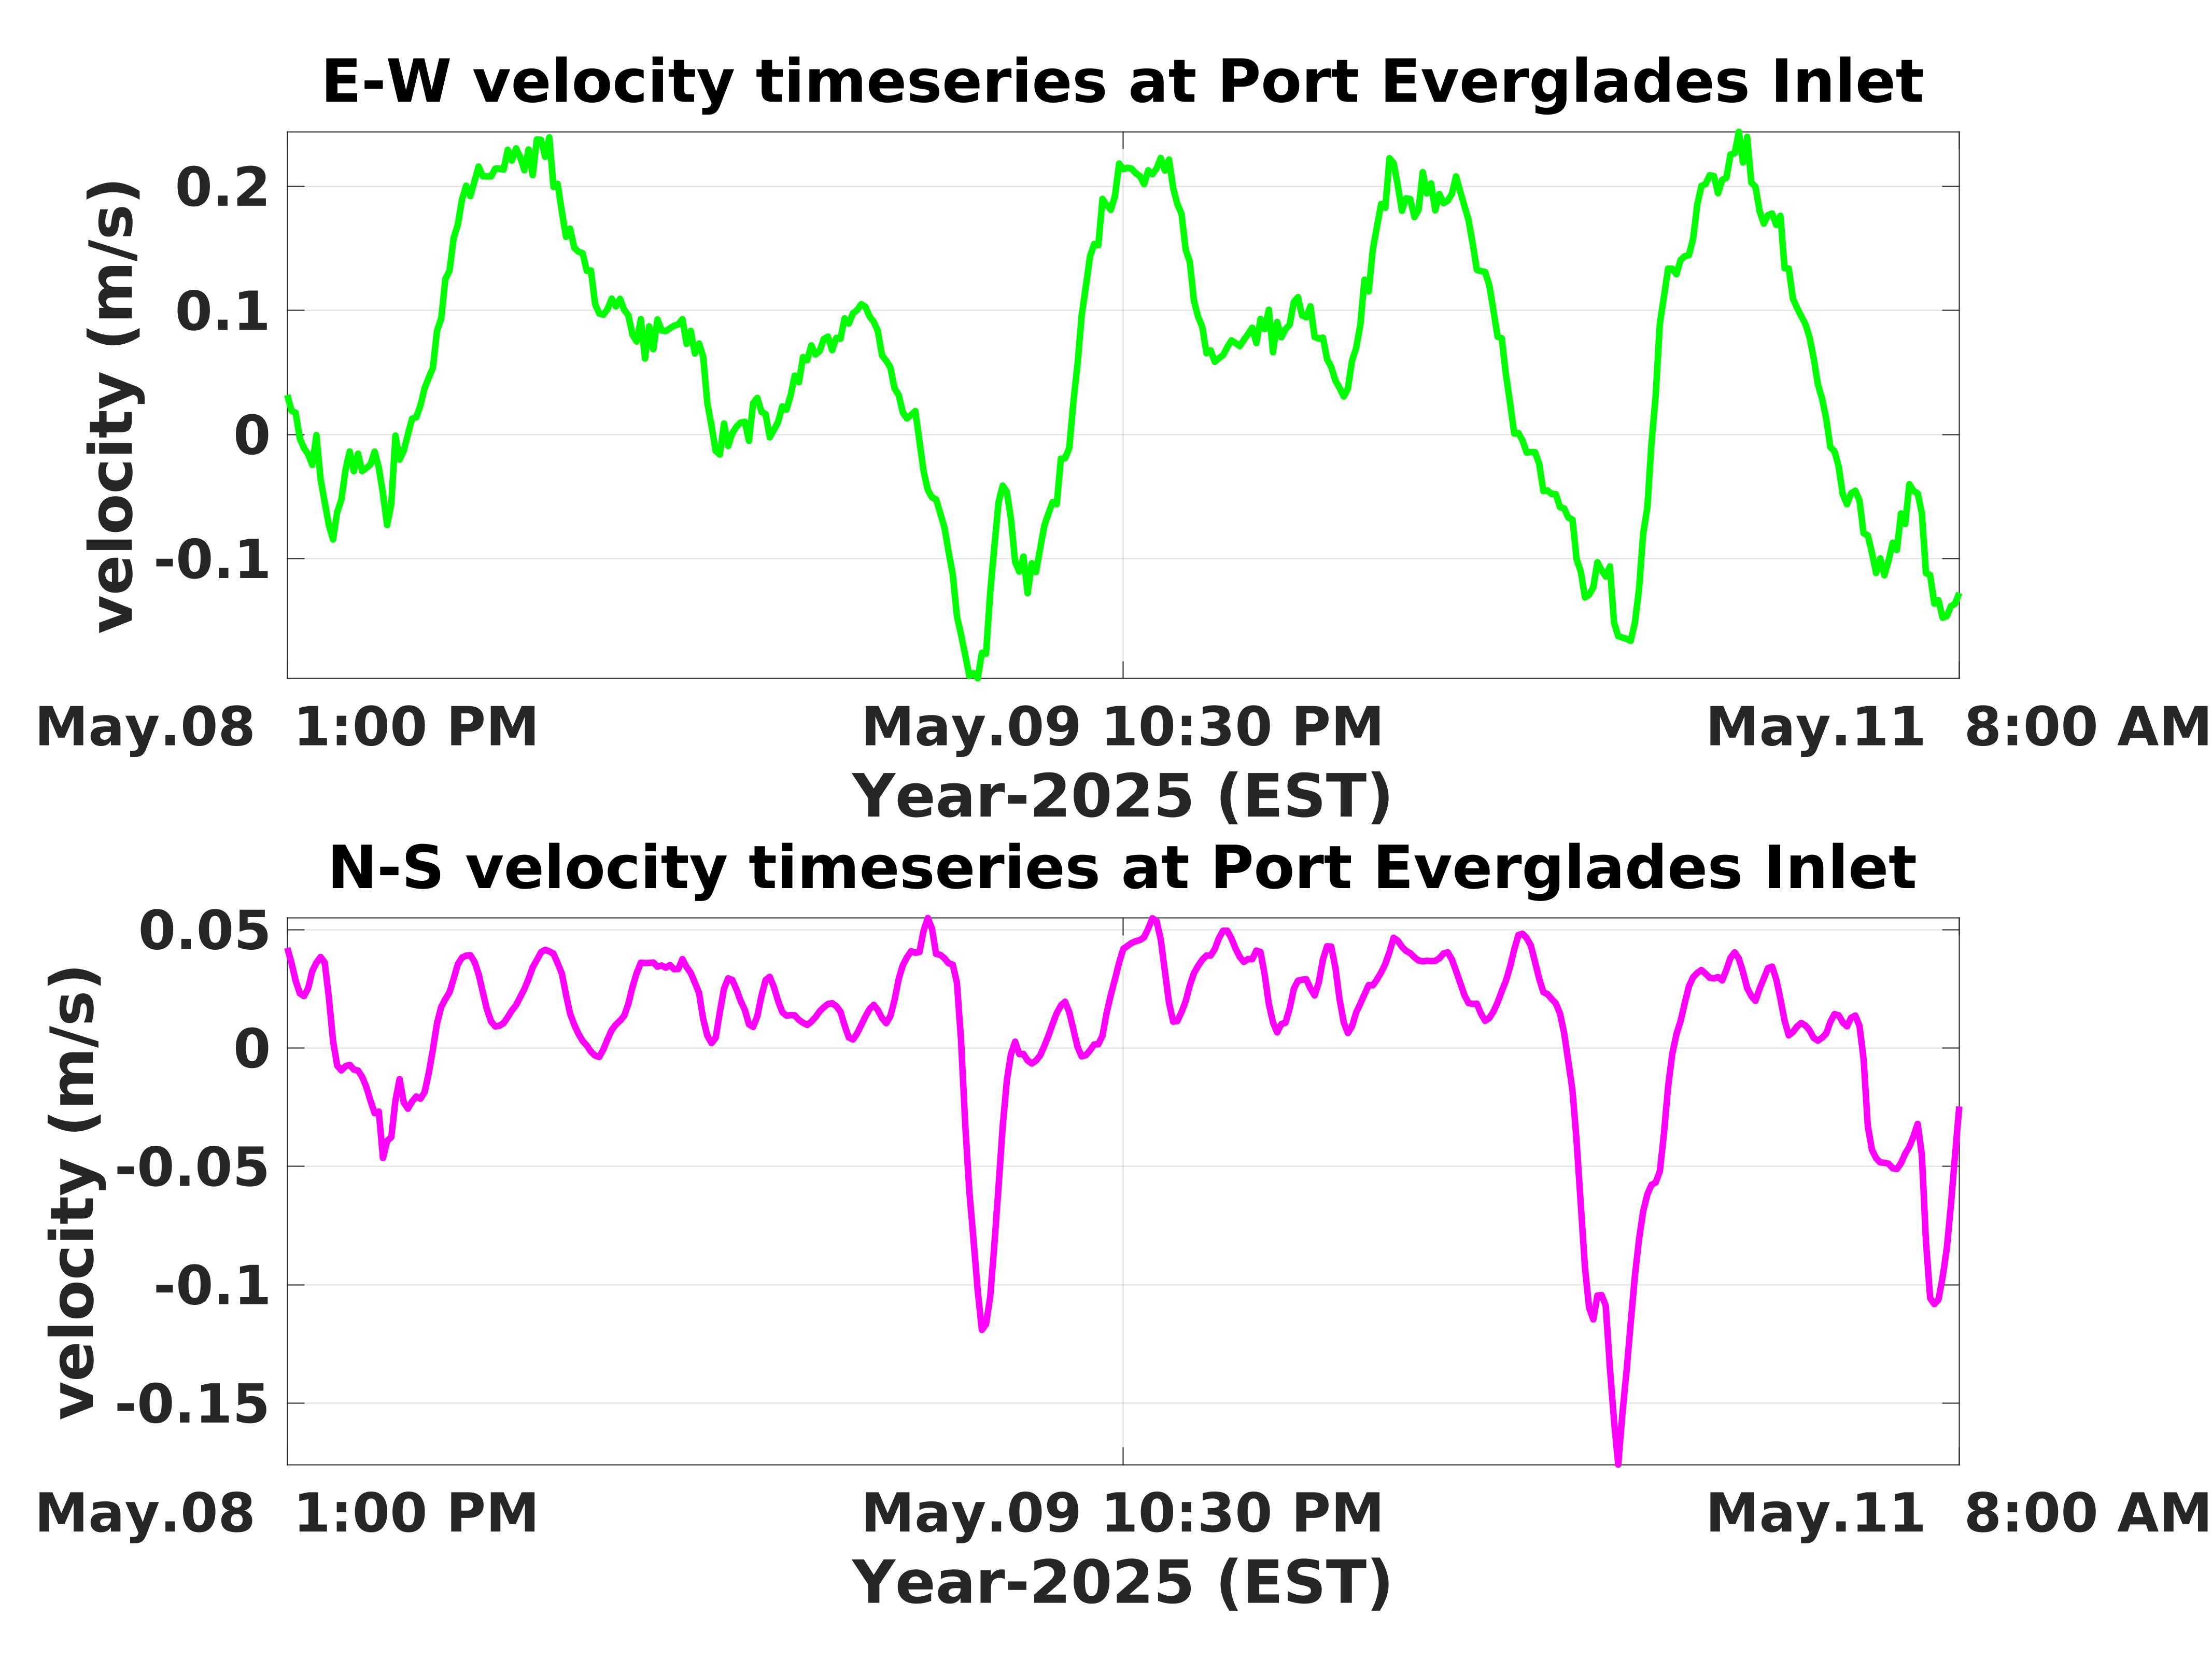 E-W velocity timeseries at Port Everglades Inlet
velocity (m/s)
0.2
0.1
0
-0.1
May.08  1:00 PM
May.09 10:30 PM
May.11  8:00 AM
Year-2025 (EST)
N-S velocity timeseries at Port Everglades Inlet
velocity (m/s)
0.05
0
-0.05
-0.1
-0.15
May.08  1:00 PM
May.09 10:30 PM
May.11  8:00 AM
Year-2025 (EST)